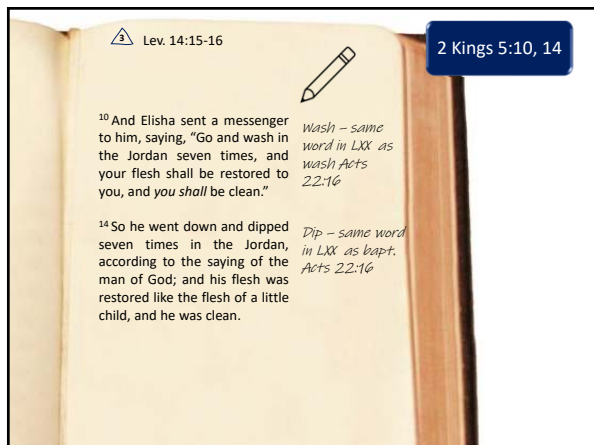 3 Lev. 14:15-16
2 Kings 5:10, 14
10 And Elisha sent a messenger
to him, saying, “Go and wash in
the Jordan seven times, and
your flesh shall be restored to
you, and you shall be clean.”
Wash – same
word in LXX as
wash Acts
22:16
14 So he went down and dipped
seven times in the Jordan,
according to the saying of the
man of God; and his flesh was
restored like the flesh of a little
child, and he was clean.
Dip – same word
in LXX as bapt.
Acts 22:16